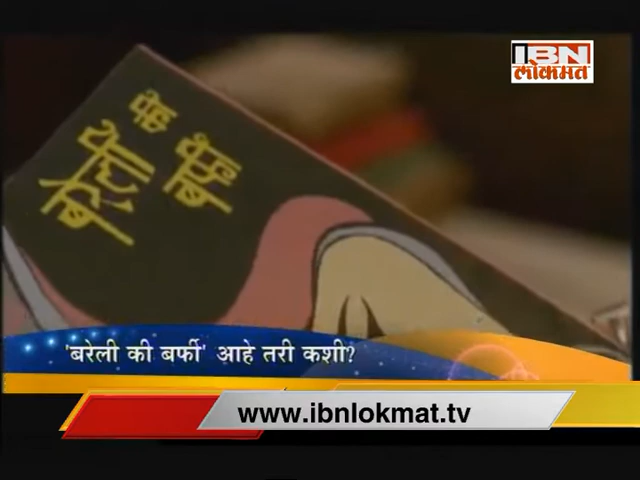 IBN
लोकमत
बरेली
की
बर्फी
'बरेली की बर्फी' आहे तरी कशी?
www.ibnlokmat.tv